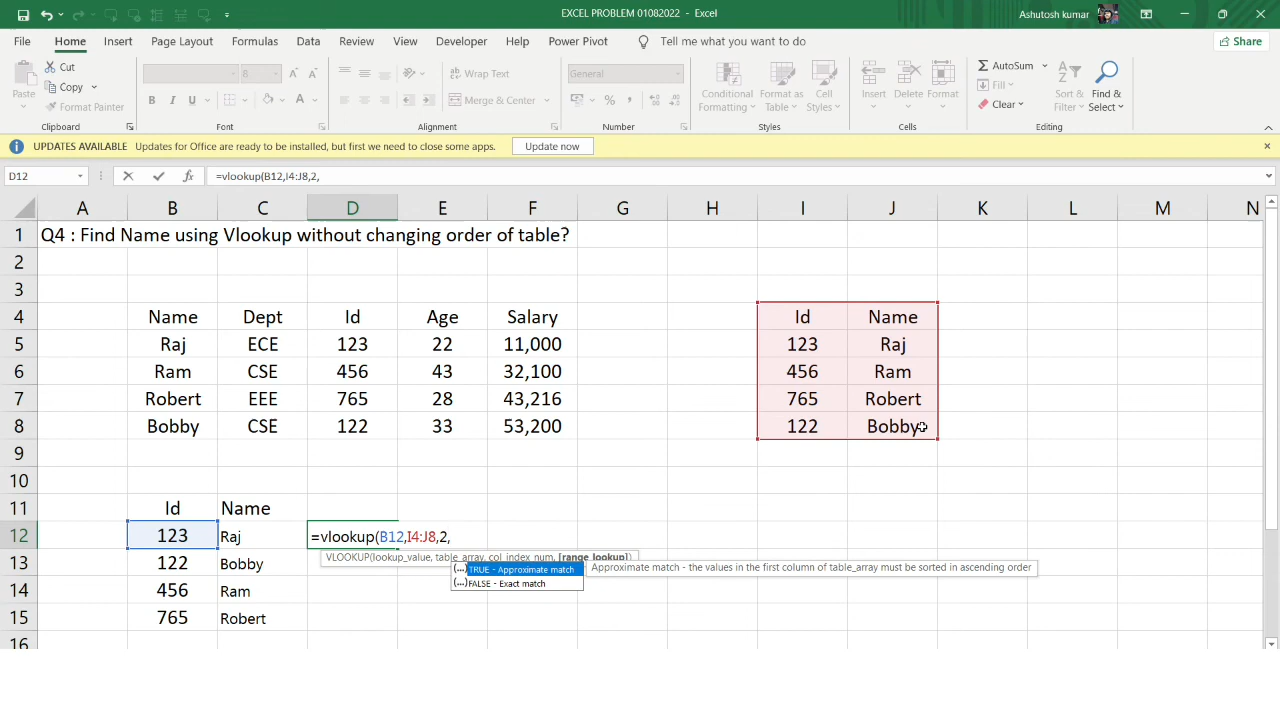 EXCEL PROBLEM 01082022 - Excel
Ashutosh kumar
File Home Insert Page Layout Formulas Data Review View Developer Help Power Pivot Tell me what you want to do
Share
Paste
Cut
Copy
Format Painter
Clipboard
8
A A
B I U
A
Font
Wrap Text
Merge & Center
Alignment
General
% ,
Number
Conditional Formatting
Format as Table
Cell Styles
Styles
Insert
Delete
Format
Cells
AutoSum
Fill
Clear
Sort & Filter
Find & Select
Editing
UPDATES AVAILABLE Updates for Office are ready to be installed, but first we need to close some apps. Update now
D12 fx =vlookup(B12,I4:J8,2,
A B C D E F G H I J K L M N
1 Q4 : Find Name using Vlookup without changing order of table?
2
3
4 Name Dept Id Age Salary Id Name
5 Raj ECE 123 22 11,000 123 Raj
6 Ram CSE 456 43 32,100 456 Ram
7 Robert EEE 765 28 43,216 765 Robert
8 Bobby CSE 122 33 53,200 122 Bobby
9
10
11 Id Name
12 123 Raj =vlookup(B12,I4:J8,2,
VLOOKUP(lookup_value, table_array, col_index_num, [range_lookup])
13 122 Bobby
(...) TRUE - Approximate match Approximate match - the values in the first column of table_array must be sorted in ascending order
(...) FALSE - Exact match
14 456 Ram
15 765 Robert
16